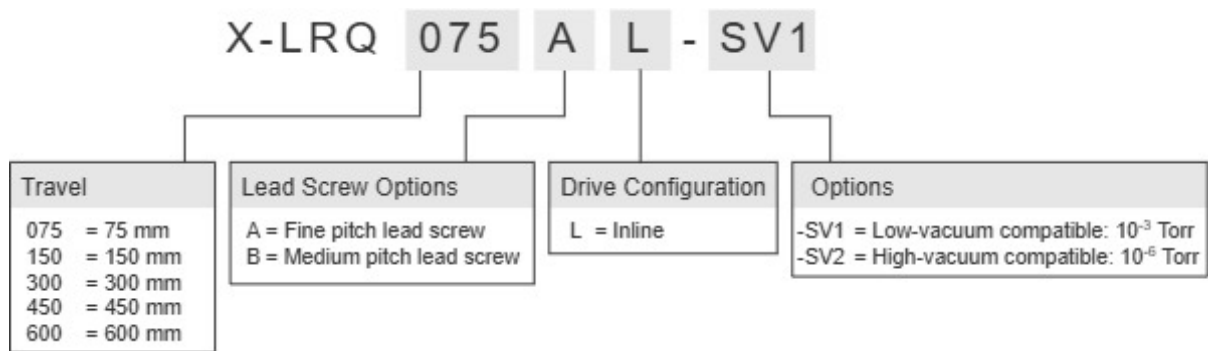 X-LRQ 075 A L - SV1
Travel
075 = 75 mm
150 = 150 mm
300 = 300 mm
450 = 450 mm
600 = 600 mm
Lead Screw Options
A = Fine pitch lead screw
B = Medium pitch lead screw
Drive Configuration
L = Inline
Options
-SV1 = Low-vacuum compatible: 10⁻³ Torr
-SV2 = High-vacuum compatible: 10⁻⁶ Torr